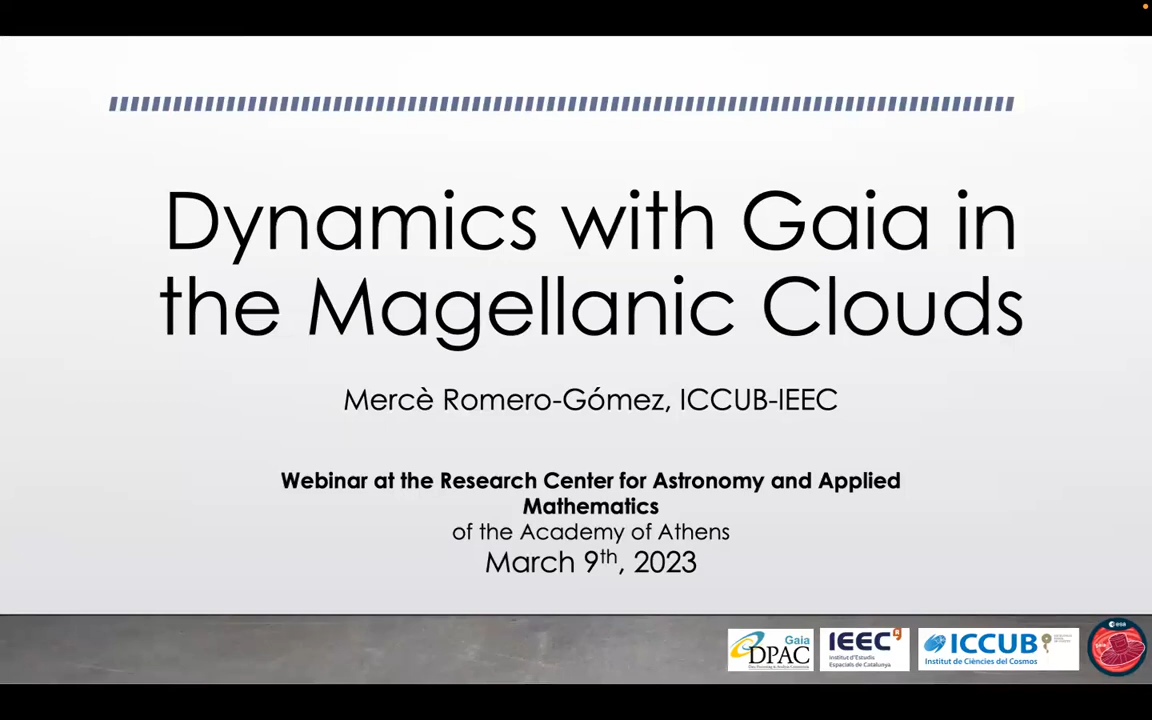 Dynamics with Gaia in
the Magellanic Clouds
Mercè Romero-Gómez, ICCUB-IEEC
Webinar at the Research Center for Astronomy and Applied
Mathematics
of the Academy of Athens
March 9th, 2023
Gaia
DPAC
IEEC
Institut d'Estudis
Espacials de Catalunya
ICCUB
Institut de Ciències del Cosmos
esa
gaia